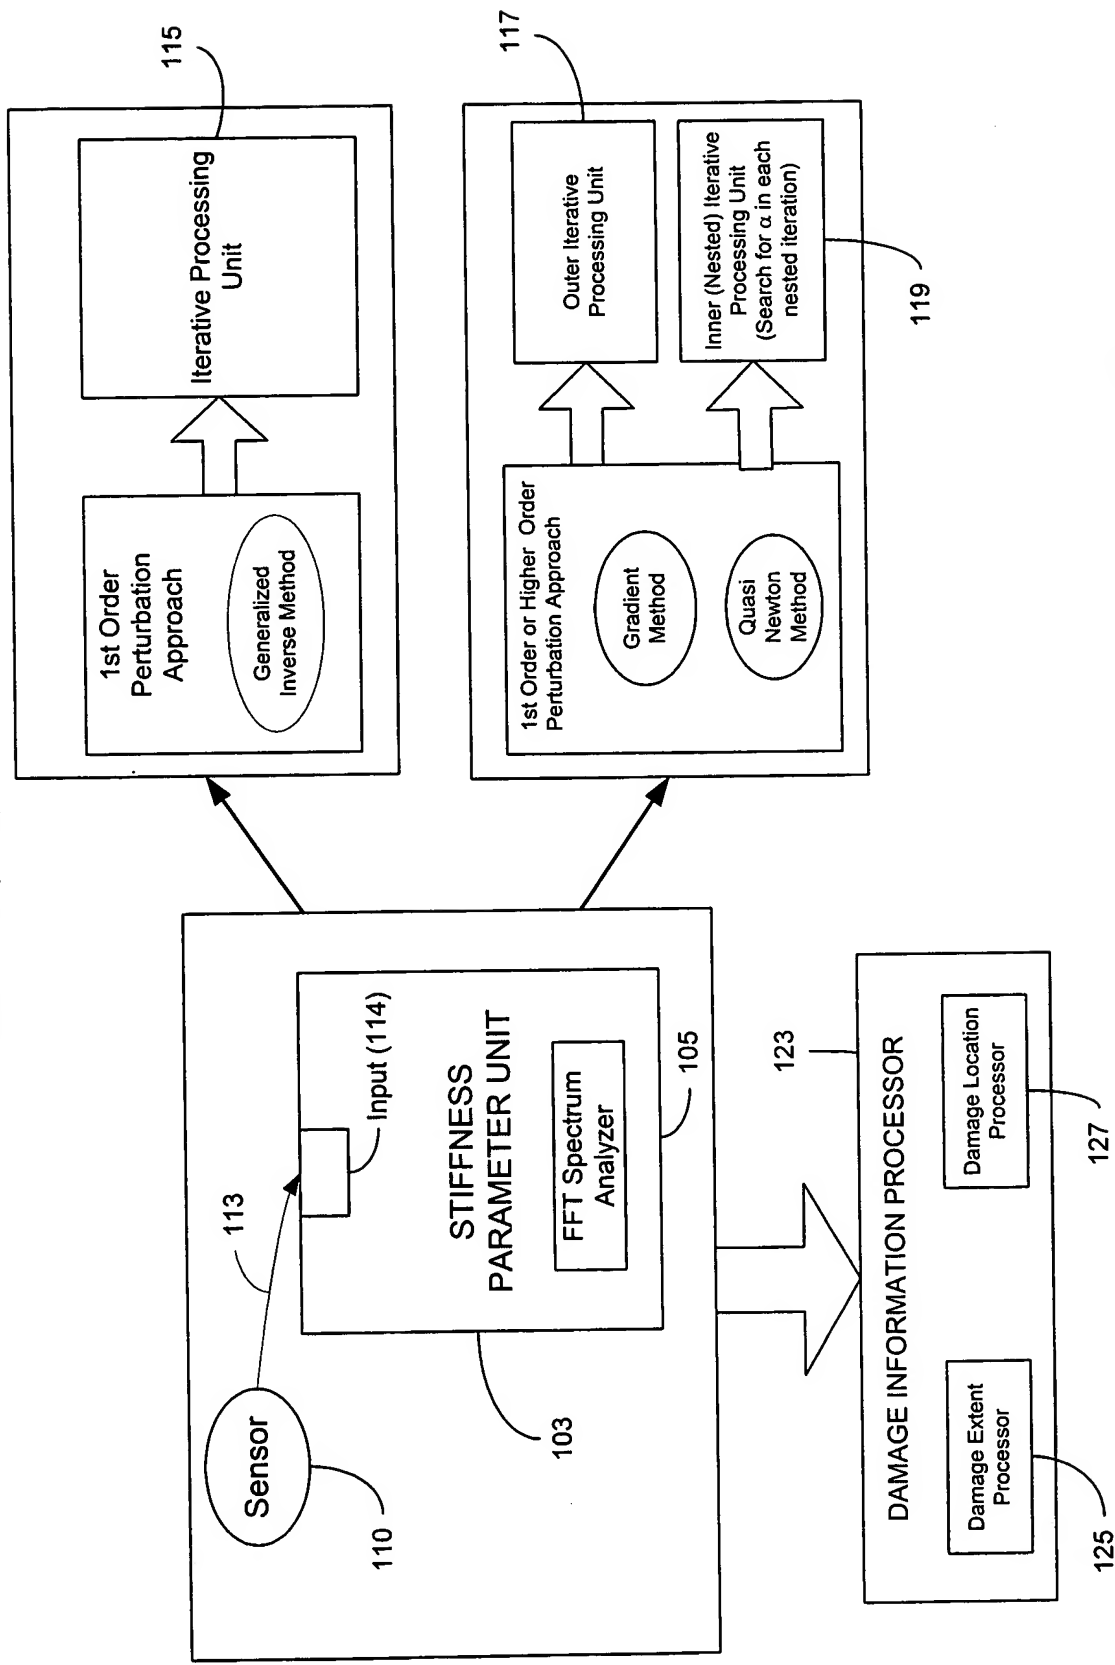 Sensor
110
113
Input (114)
STIFFNESS
PARAMETER UNIT
FFT Spectrum
Analyzer
103
105
1st Order
Perturbation
Approach
Generalized
Inverse Method
Iterative Processing
Unit
115
1st Order or Higher Order
Perturbation Approach
Gradient
Method
Quasi
Newton
Method
Outer Iterative
Processing Unit
117
Inner (Nested) Iterative
Processing Unit
(Search for α in each
nested iteration)
119
123
DAMAGE INFORMATION PROCESSOR
Damage Extent
Processor
125
Damage Location
Processor
127